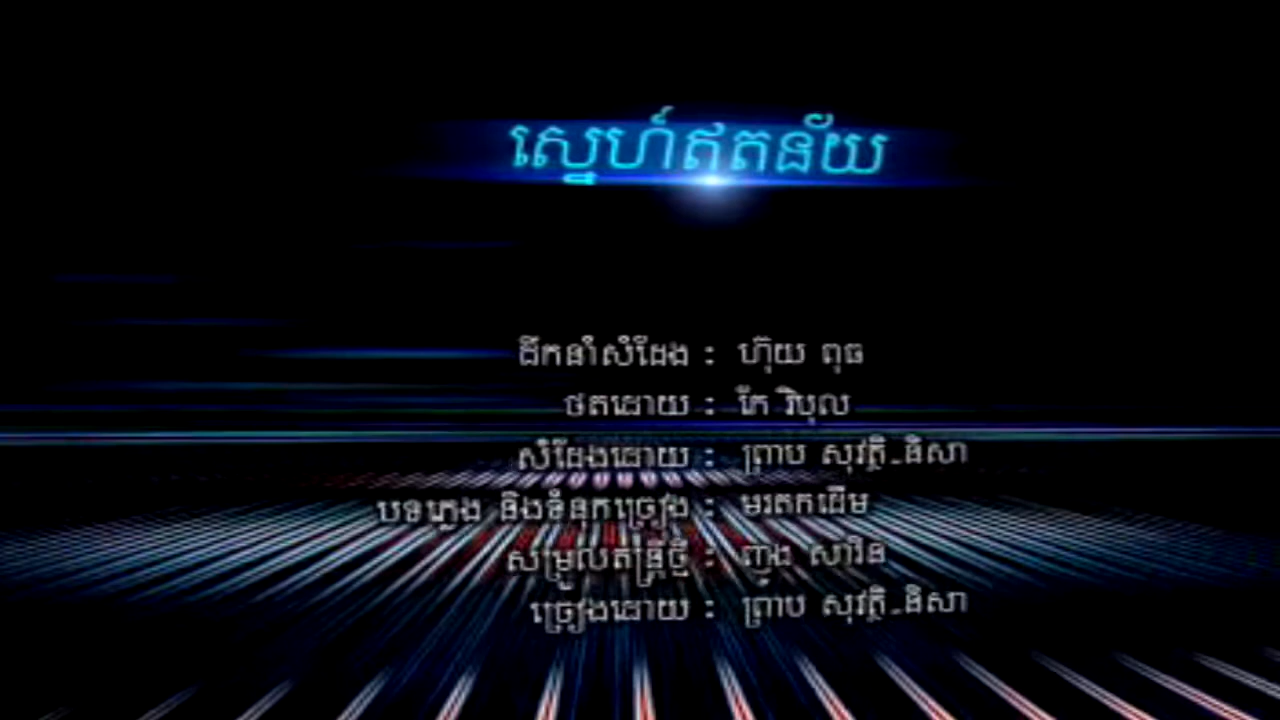 ស្នេហ៍ឥតន័យ
ដឹកនាំសំដែង : ហ៊ុយ ពុធ
ថតដោយ : កែ វិបុល
សំដែងដោយ : ព្រាប សុវត្ថិ-និសា
បទភ្លេង និងទំនុកច្រៀង : មរតកដើម
សម្រួលតន្ត្រីថ្មី : ញូង សាវិន
ច្រៀងដោយ : ព្រាប សុវត្ថិ-និសា